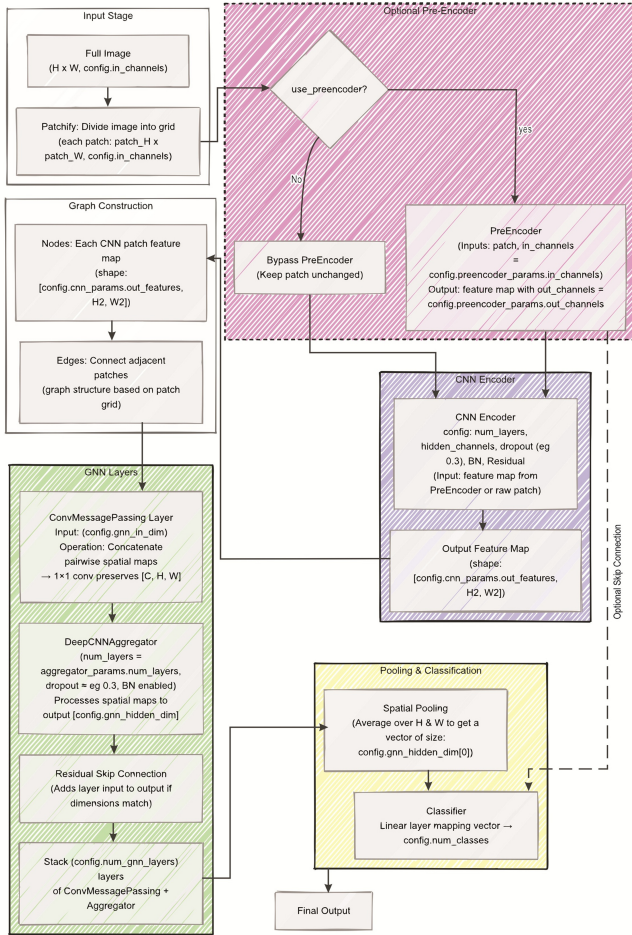 Input Stage
Full Image
(H x W, config.in_channels)
Patchify: Divide image into grid
(each patch: patch_H x
patch_W, config.in_channels)
Optional Pre-Encoder
use_preencoder?
yes
No
Bypass PreEncoder
(Keep patch unchanged)
PreEncoder
(Inputs: patch, in_channels
=
config.preencoder_params.in_channels)
Output: feature map with out_channels =
config.preencoder_params.out_channels
Graph Construction
Nodes: Each CNN patch feature
map
(shape:
[config.cnn_params.out_features,
H2, W2])
Edges: Connect adjacent
patches
(graph structure based on patch
grid)
CNN Encoder
CNN Encoder
config: num_layers,
hidden_channels, dropout (eg
0.3), BN, Residual
(Input: feature map from
PreEncoder or raw patch)
Output Feature Map
(shape:
[config.cnn_params.out_features,
H2, W2])
Optional Skip Connection
GNN Layers
ConvMessagePassing Layer
Input: (config.gnn_in_dim)
Operation: Concatenate
pairwise spatial maps
→ 1×1 conv preserves [C, H, W]
DeepCNNAggregator
(num_layers =
aggregator_params.num_layers,
dropout ≈ eg 0.3, BN enabled)
Processes spatial maps to
output [config.gnn_hidden_dim]
Residual Skip Connection
(Adds layer input to output if
dimensions match)
Stack (config.num_gnn_layers)
layers
of ConvMessagePassing +
Aggregator
Pooling & Classification
Spatial Pooling
(Average over H & W to get a
vector of size:
config.gnn_hidden_dim[0])
Classifier
Linear layer mapping vector →
config.num_classes
Final Output